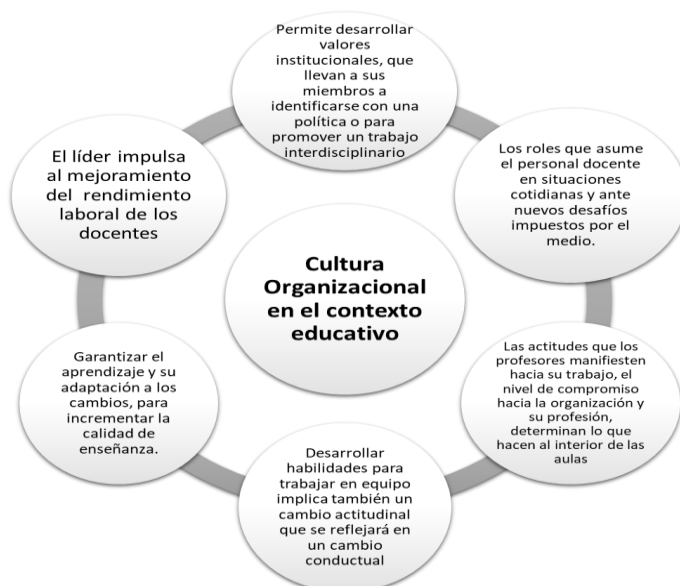 Permite desarrollar
valores
institucionales, que
llevan a sus
miembros a
identificarse con una
política o para
promover un trabajo
interdisciplinario
Los roles que asume
el personal docente
en situaciones
cotidianas y ante
nuevos desafíos
impuestos por el
medio.
Las actitudes que los
profesores manifiesten
hacia su trabajo, el
nivel de compromiso
hacia la organización y
su profesión,
determinan lo que
hacen al interior de las
aulas
Desarrollar
habilidades para
trabajar en equipo
implica también un
cambio actitudinal
que se reflejará en
un cambio
conductual
Garantizar el
aprendizaje y su
adaptación a los
cambios, para
incrementar la
calidad de
enseñanza.
El líder impulsa
al mejoramiento
del rendimiento
laboral de los
docentes
Cultura
Organizacional
en el contexto
educativo